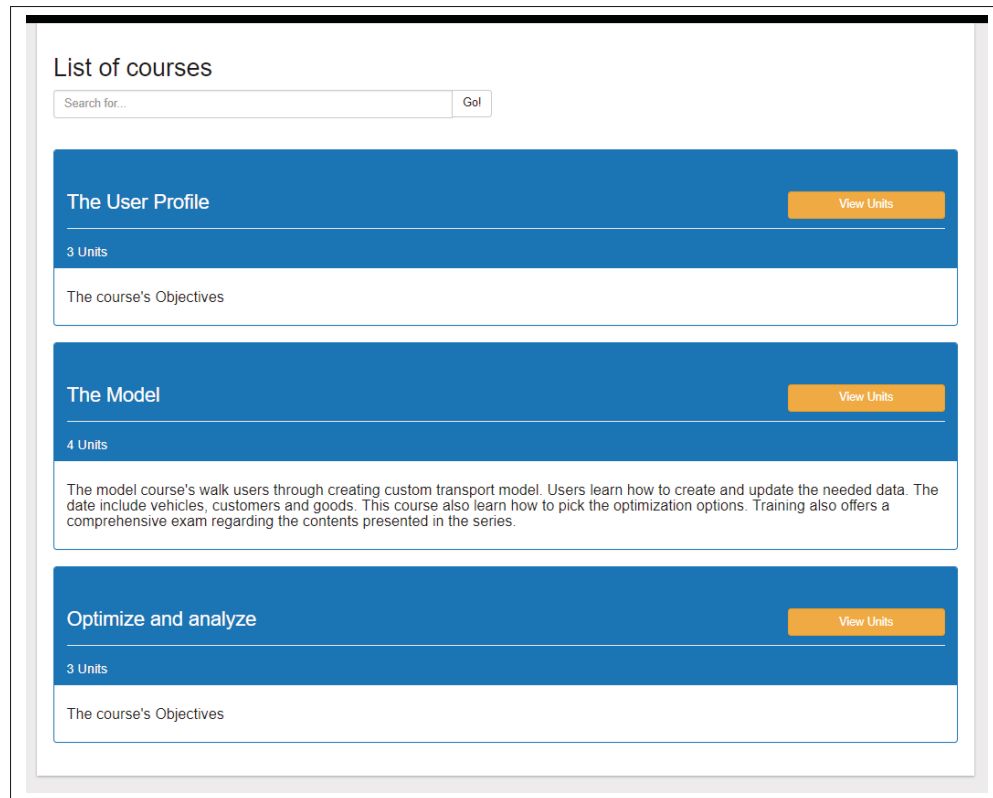 List of courses
Search for...
Go!
The User Profile
View Units
3 Units
The course's Objectives
The Model
View Units
4 Units
The model course's walk users through creating custom transport model. Users learn how to create and update the needed data. The
date include vehicles, customers and goods. This course also learn how to pick the optimization options. Training also offers a
comprehensive exam regarding the contents presented in the series.
Optimize and analyze
View Units
3 Units
The course's Objectives